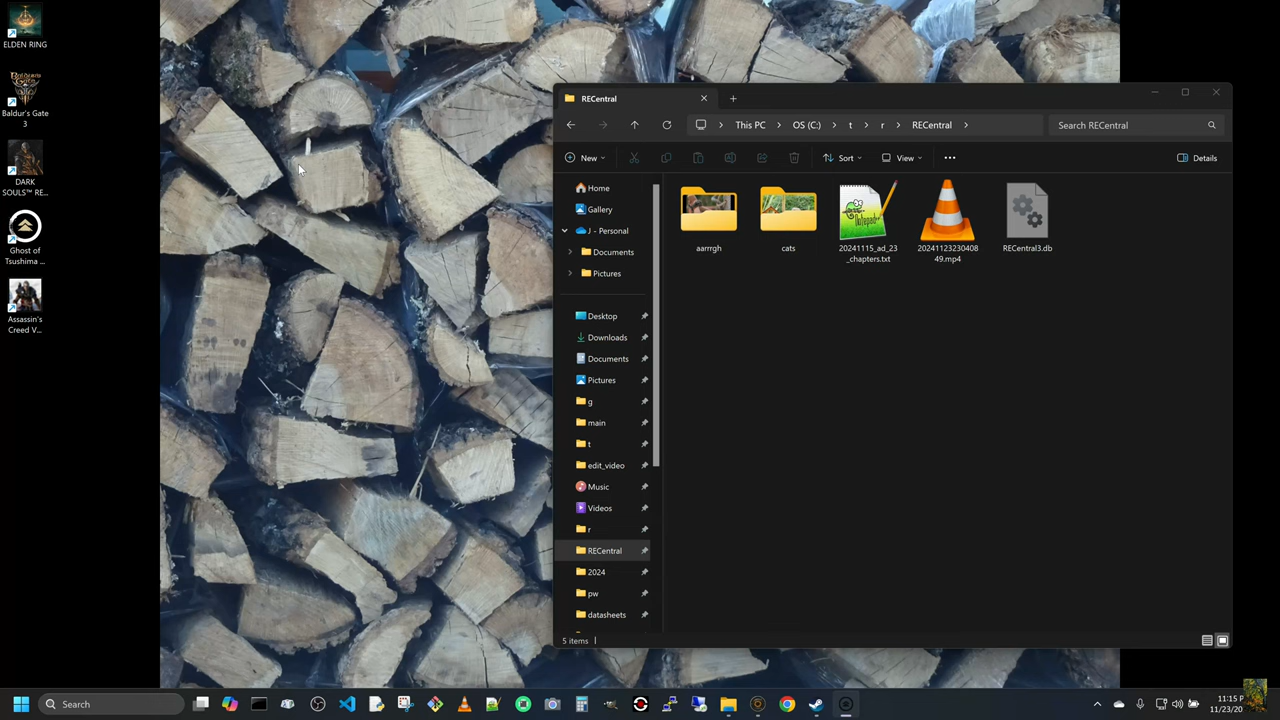 ELDEN RING
Baldur's Gate
3
DARK
SOULS™ RE...
Ghost of
Tsushima ...
Assassin's
Creed V...
RECentral
This PC
OS (C:)
t
r
RECentral
Search RECentral
New
Sort
View
Details
Home
Gallery
J - Personal
Documents
Pictures
Desktop
Downloads
Documents
Pictures
g
main
t
edit_video
Music
Videos
r
RECentral
2024
pw
datasheets
aarrrgh
cats
20241115_ad_23
_chapters.txt
20241123230408
49.mp4
RECentral3.db
5 items
Search
11:15 P
11/23/20